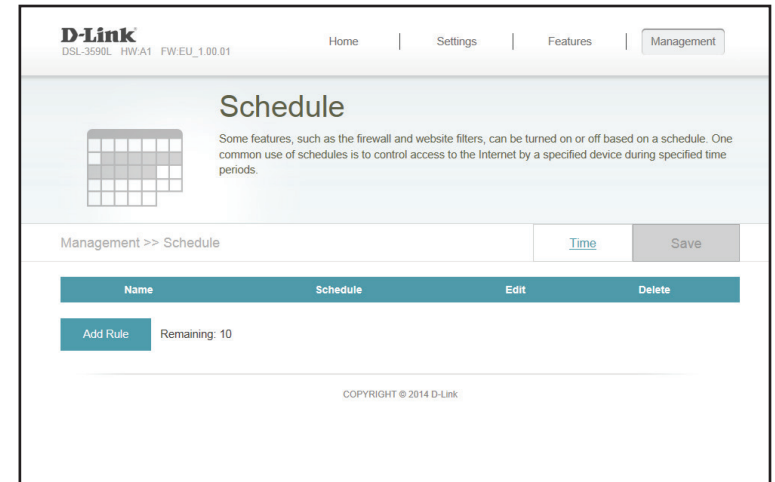 D-Link
DSL-3590L HW:A1 FW:EU_1.00.01
Home
Settings
Features
Management
Schedule
Some features, such as the firewall and website filters, can be turned on or off based on a schedule. One
common use of schedules is to control access to the Internet by a specified device during specified time
periods.
Management >> Schedule
Time
Save
Name Schedule Edit Delete
Add Rule Remaining: 10
COPYRIGHT © 2014 D-Link